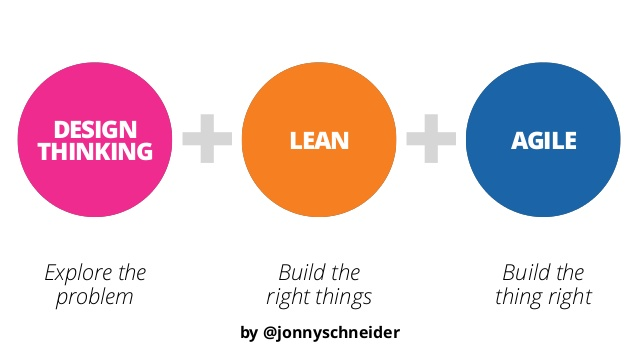 DESIGN
THINKING
LEAN
AGILE
Explore the
problem
Build the
right things
Build the
thing right
by @jonnyschneider